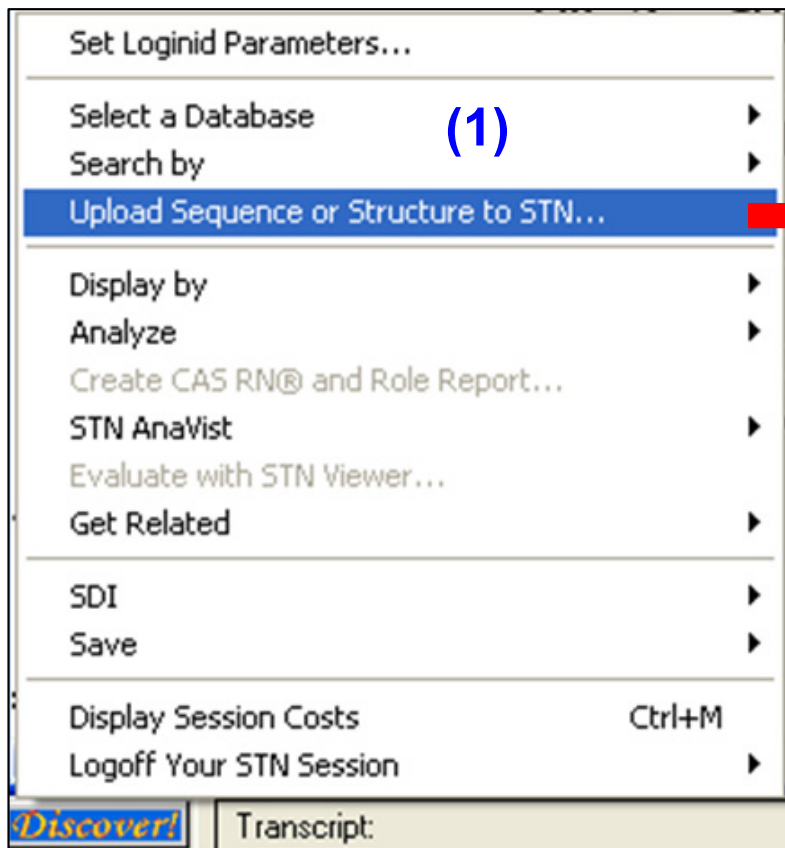 Set Loginid Parameters...
Select a Database
(1)
Search by
Upload Sequence or Structure to STN...
Display by
Analyze
Create CAS RN® and Role Report...
STN AnaVist
Evaluate with STN Viewer...
Get Related
SDI
Save
Display Session Costs Ctrl+M
Logoff Your STN Session
Discover! Transcript: